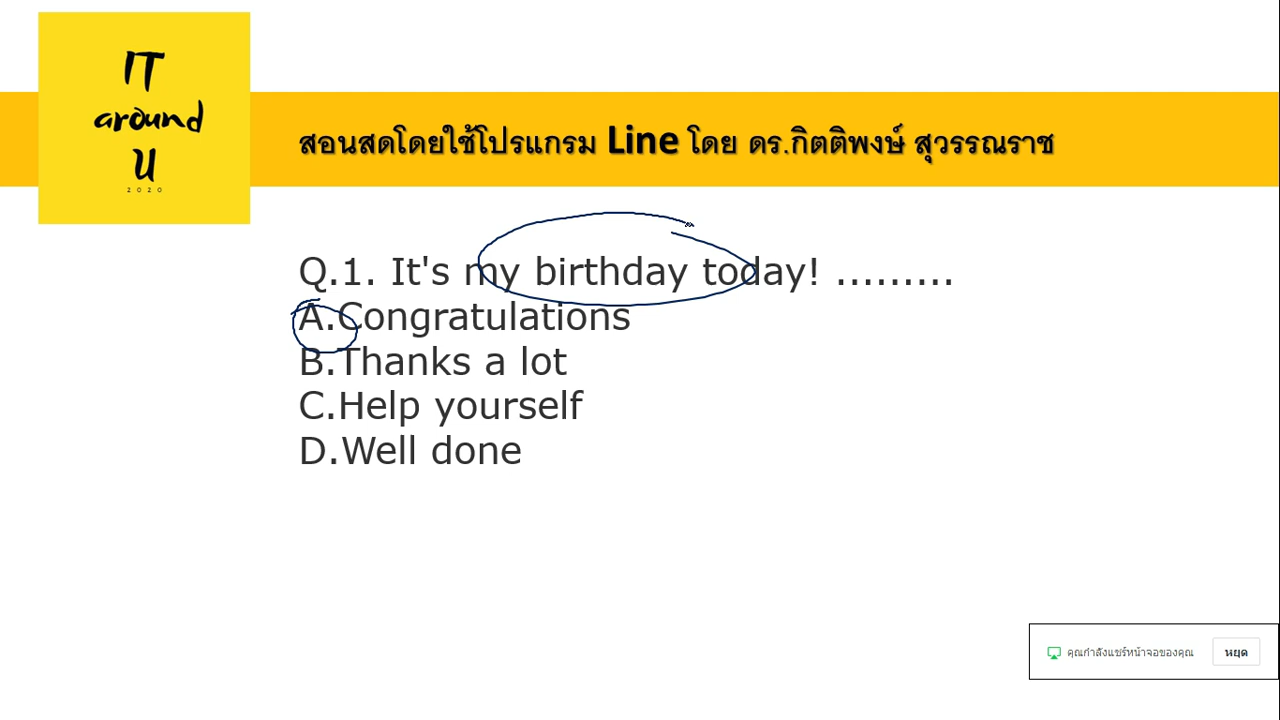 IT
around
U
2020
สอนสดโดยใช้โปรแกรม Line โดย ดร.กิตติพงษ์ สุวรรณราช
Q.1. It's my birthday today! .........
A.Congratulations
B.Thanks a lot
C.Help yourself
D.Well done
คุณกำลังแชร์หน้าจอของคุณ
หยุด